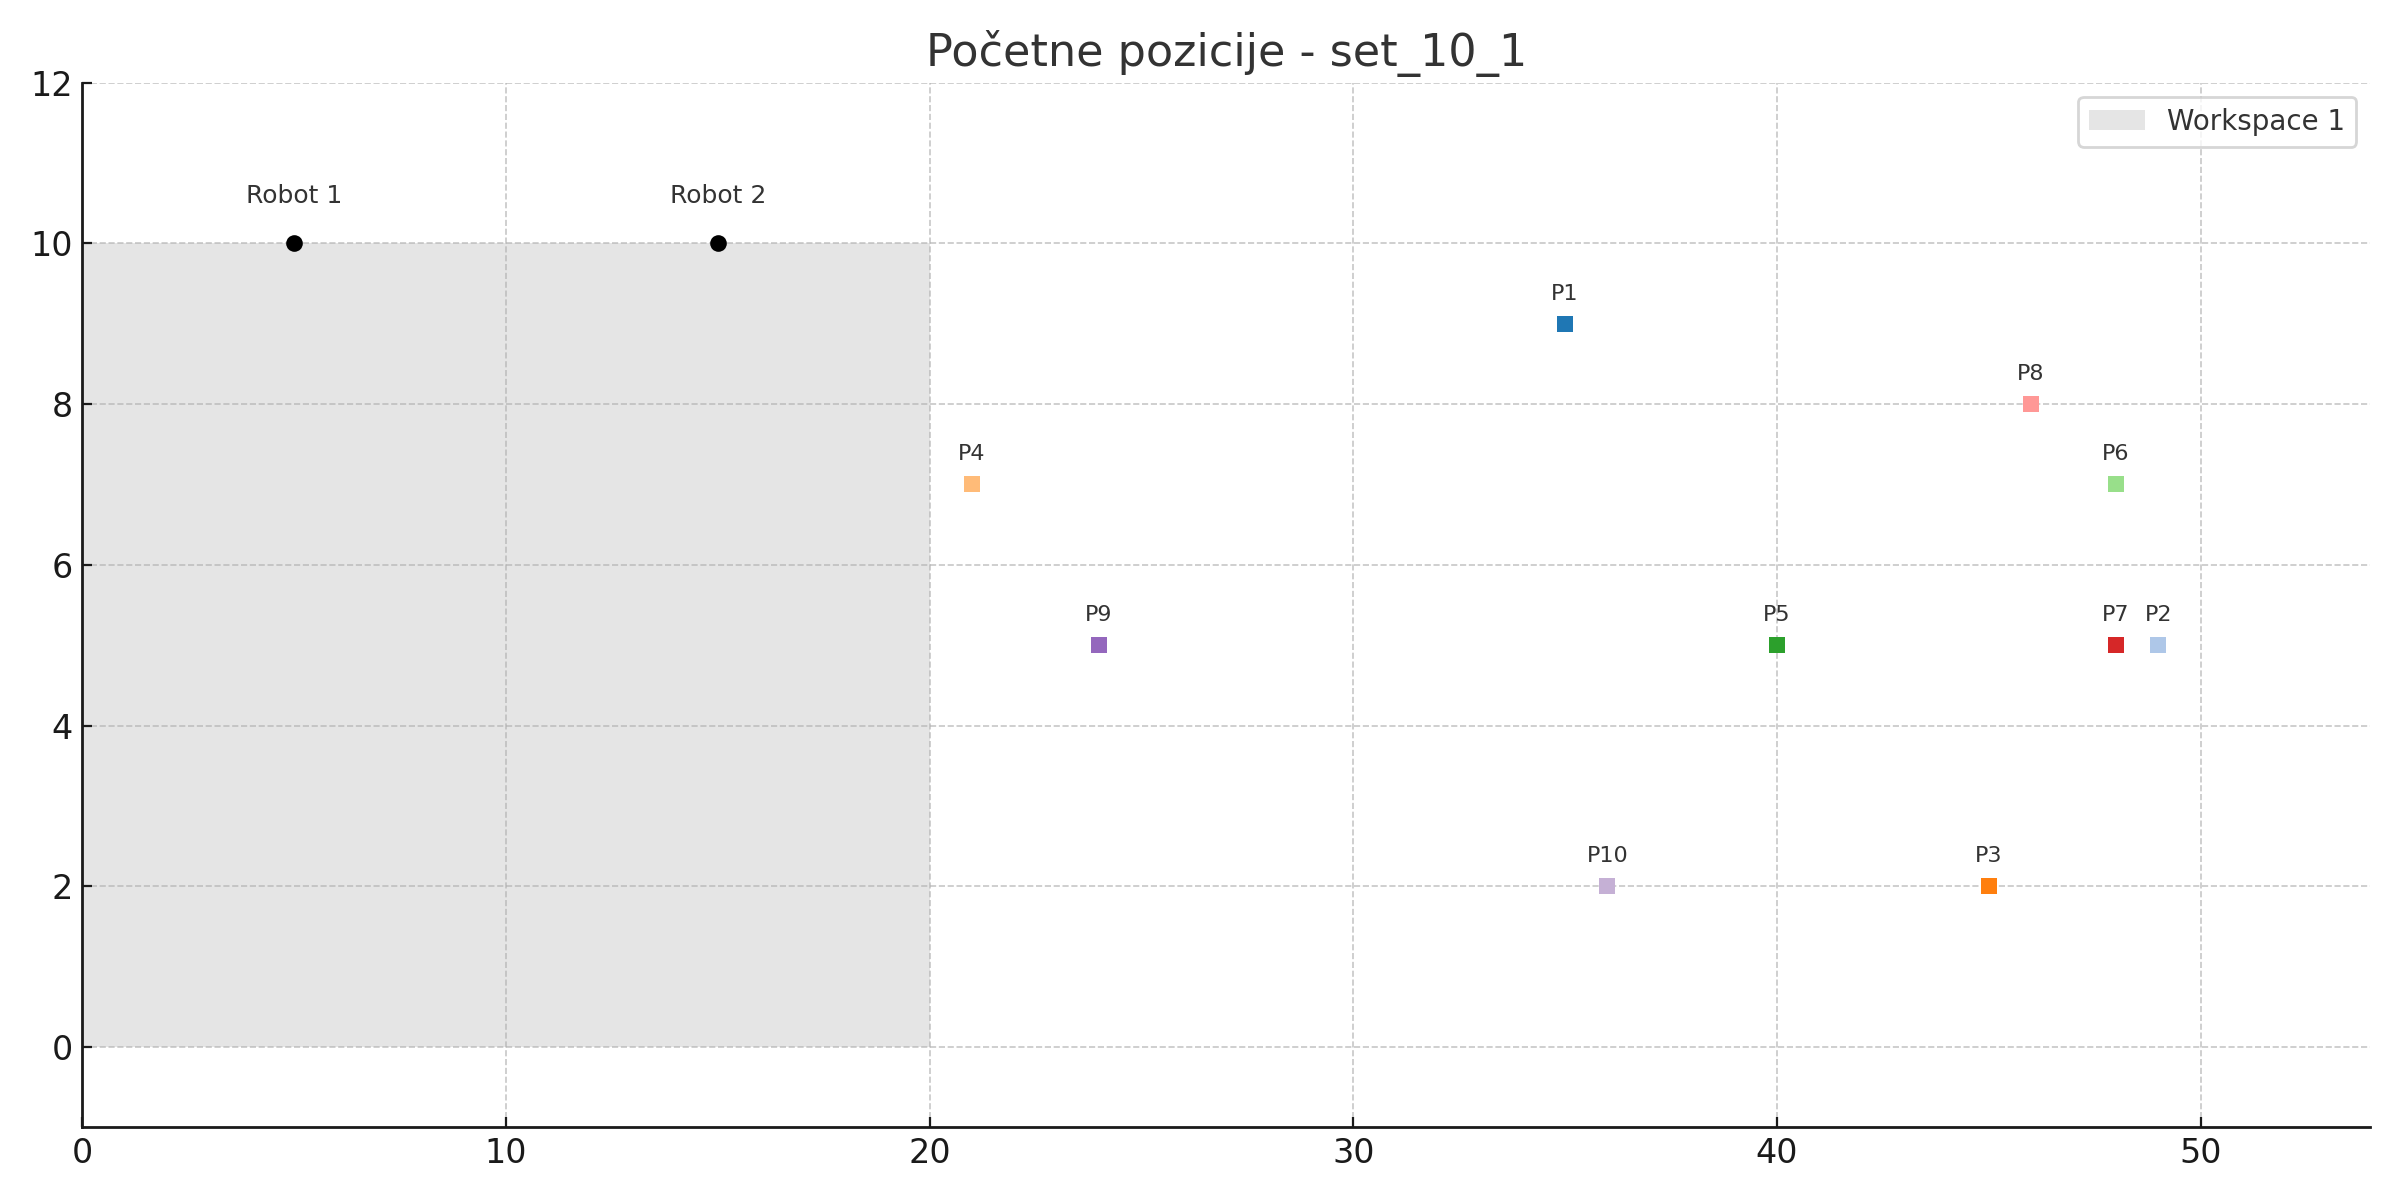 Početne pozicije - set_10_1
12
Workspace 1
Robot 1 Robot 2
10
P1
P8
8
P4 P6
6
P9 P5 P7 P2
4
P10 P3
2
0
0 10 20 30 40 50